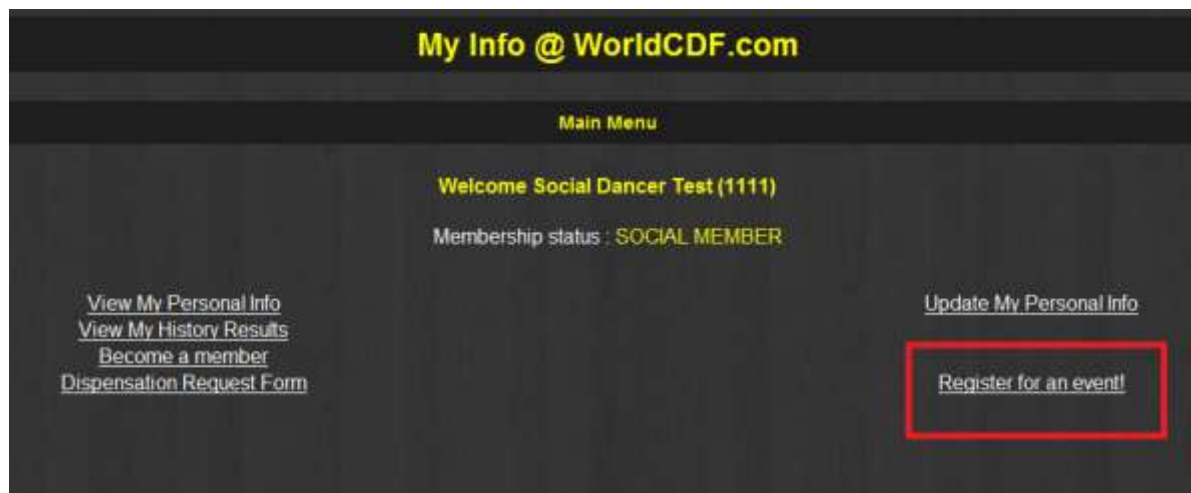 My Info @ WorldCDF.com
Main Menu
Welcome Social Dancer Test (1111)
Membership status : SOCIAL MEMBER
View My Personal Info
View My History Results
Become a member
Dispensation Request Form
Update My Personal Info
Register for an event!